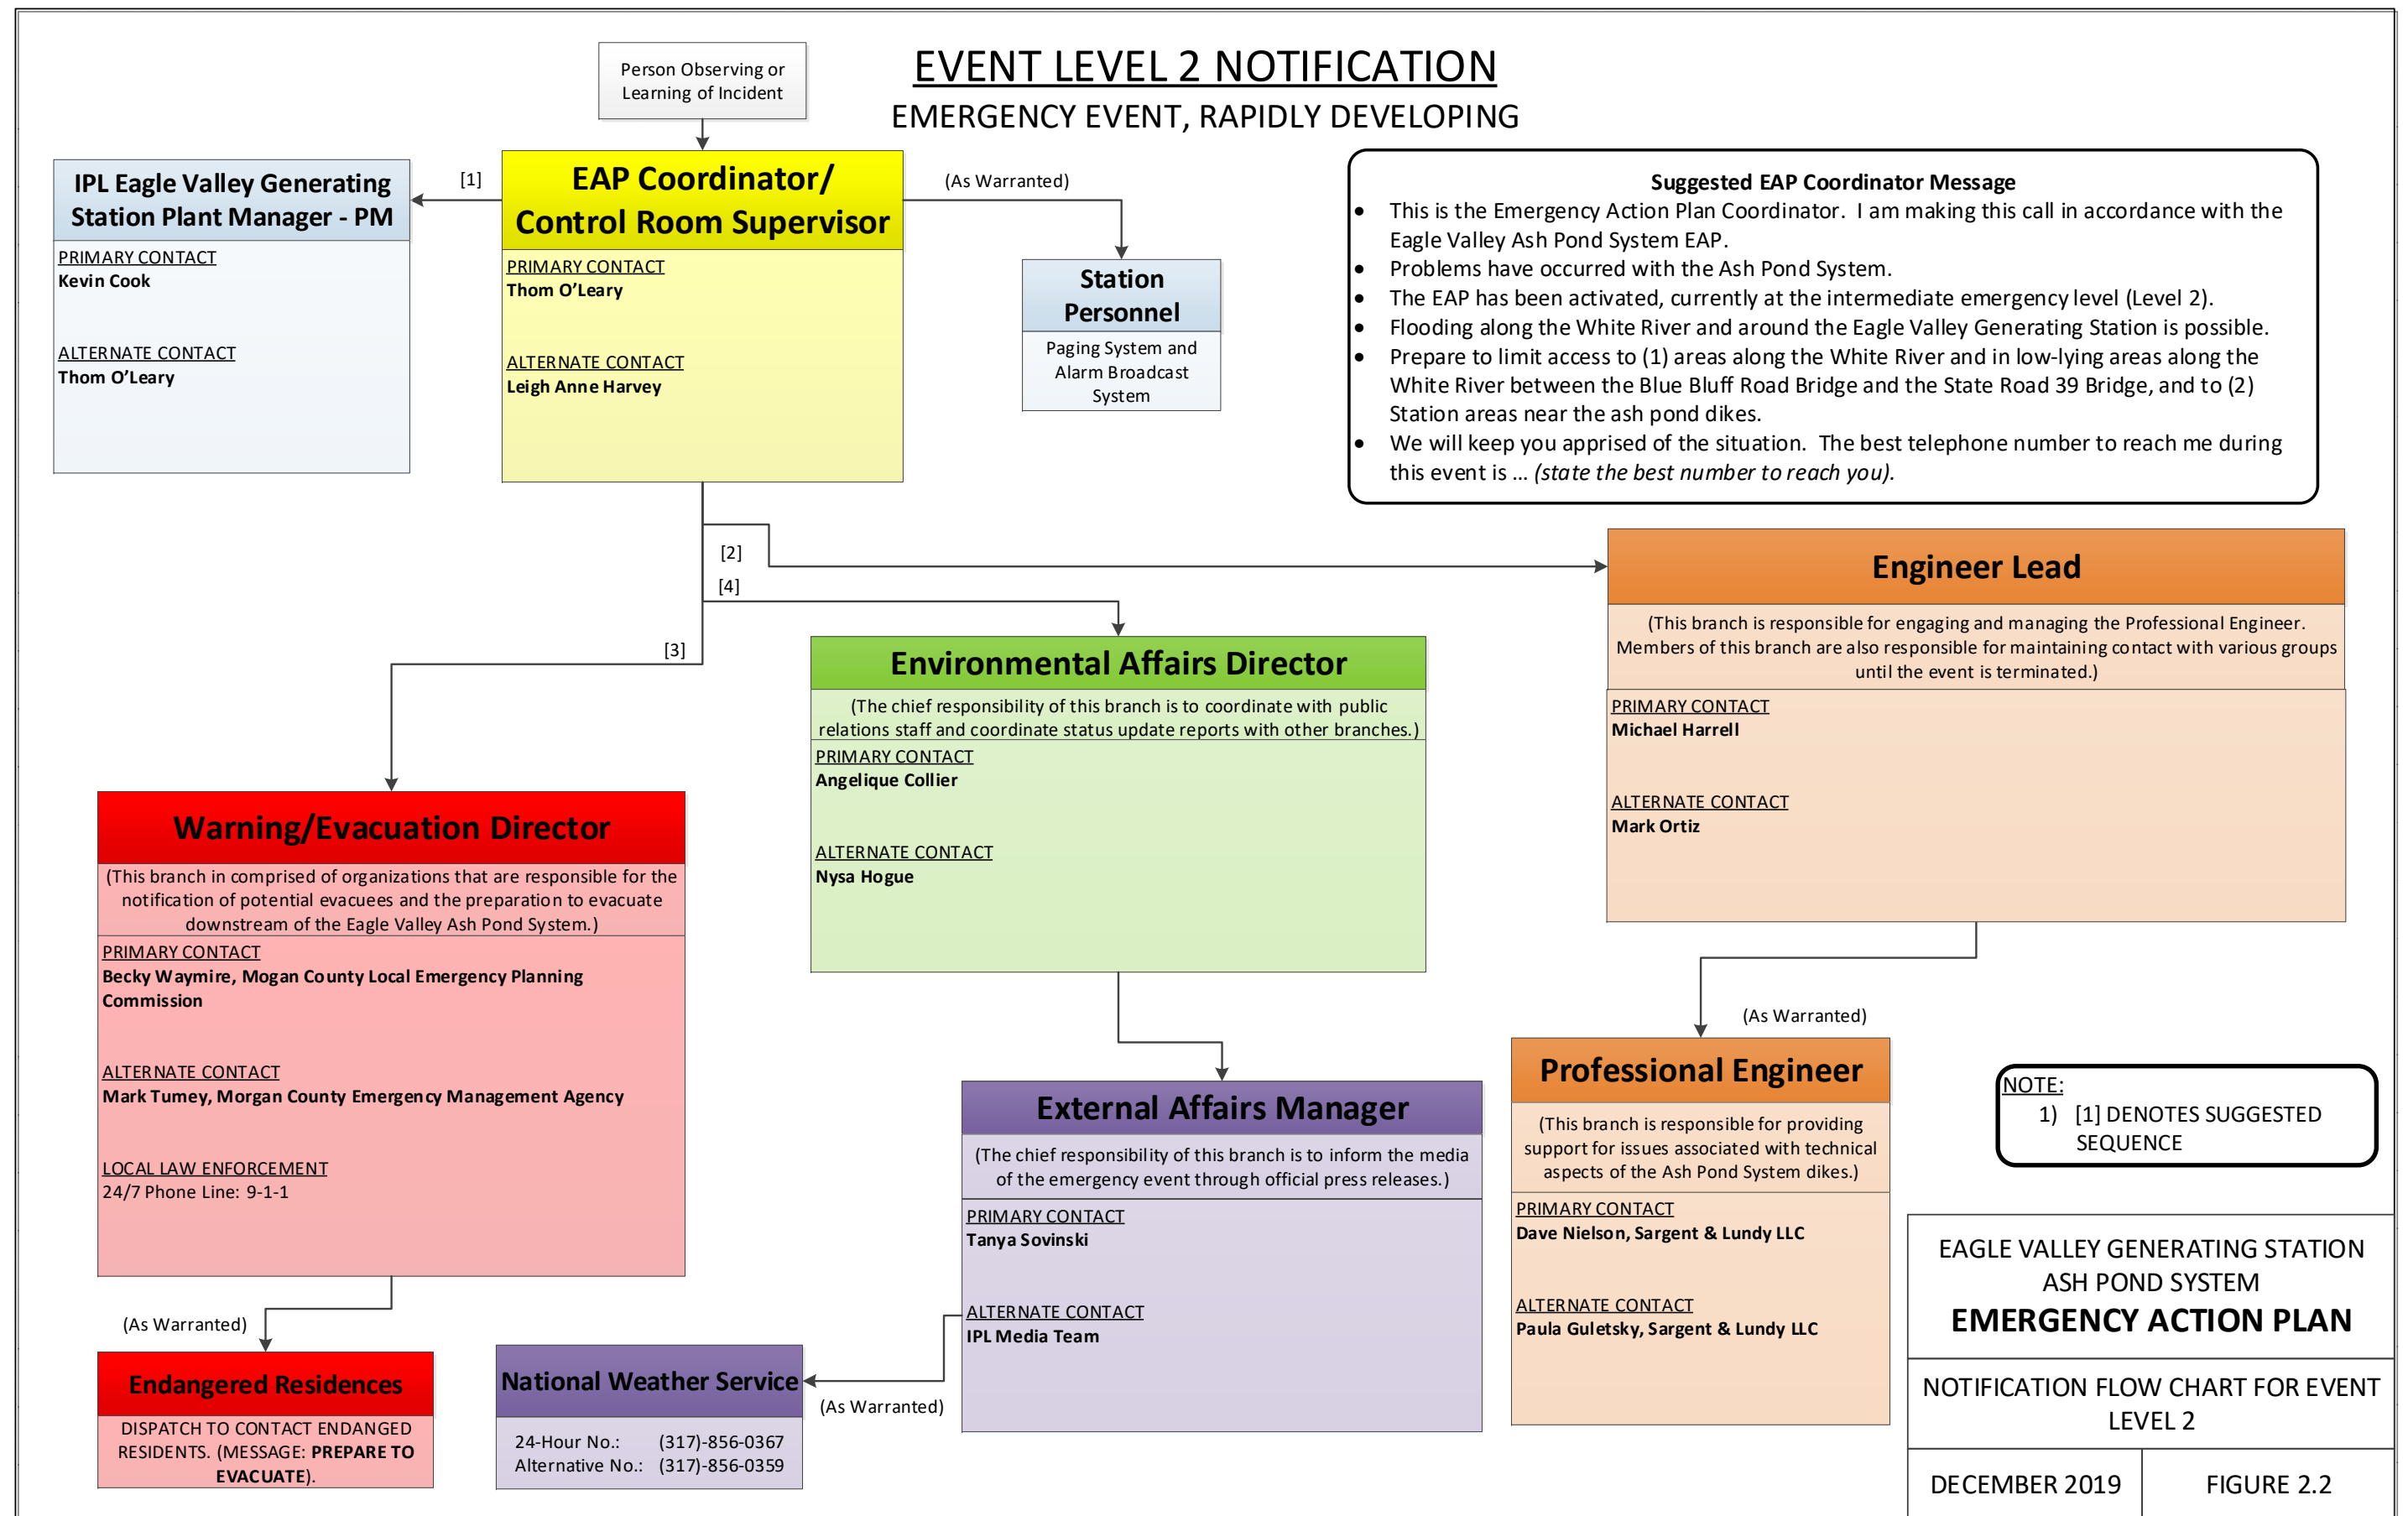 EVENT LEVEL 2 NOTIFICATION
EMERGENCY EVENT, RAPIDLY DEVELOPING
Person Observing or
Learning of Incident
IPL Eagle Valley Generating
Station Plant Manager - PM
PRIMARY CONTACT
Kevin Cook
ALTERNATE CONTACT
Thom O’Leary
[1]
EAP Coordinator/
Control Room Supervisor
PRIMARY CONTACT
Thom O’Leary
ALTERNATE CONTACT
Leigh Anne Harvey
(As Warranted)
Station
Personnel
Paging System and
Alarm Broadcast
System
Suggested EAP Coordinator Message
• This is the Emergency Action Plan Coordinator. I am making this call in accordance with the
Eagle Valley Ash Pond System EAP.
• Problems have occurred with the Ash Pond System.
• The EAP has been activated, currently at the intermediate emergency level (Level 2).
• Flooding along the White River and around the Eagle Valley Generating Station is possible.
• Prepare to limit access to (1) areas along the White River and in low-lying areas along the
White River between the Blue Bluff Road Bridge and the State Road 39 Bridge, and to (2)
Station areas near the ash pond dikes.
• We will keep you apprised of the situation. The best telephone number to reach me during
this event is … (state the best number to reach you).
[2]
[4]
[3]
Engineer Lead
(This branch is responsible for engaging and managing the Professional Engineer.
Members of this branch are also responsible for maintaining contact with various groups
until the event is terminated.)
PRIMARY CONTACT
Michael Harrell
ALTERNATE CONTACT
Mark Ortiz
Environmental Affairs Director
(The chief responsibility of this branch is to coordinate with public
relations staff and coordinate status update reports with other branches.)
PRIMARY CONTACT
Angelique Collier
ALTERNATE CONTACT
Nysa Hogue
Warning/Evacuation Director
(This branch in comprised of organizations that are responsible for the
notification of potential evacuees and the preparation to evacuate
downstream of the Eagle Valley Ash Pond System.)
PRIMARY CONTACT
Becky Waymire, Mogan County Local Emergency Planning
Commission
ALTERNATE CONTACT
Mark Tumey, Morgan County Emergency Management Agency
LOCAL LAW ENFORCEMENT
24/7 Phone Line: 9-1-1
(As Warranted)
Endangered Residences
DISPATCH TO CONTACT ENDANGED
RESIDENTS. (MESSAGE: PREPARE TO
EVACUATE).
External Affairs Manager
(The chief responsibility of this branch is to inform the media
of the emergency event through official press releases.)
PRIMARY CONTACT
Tanya Sovinski
ALTERNATE CONTACT
IPL Media Team
(As Warranted)
National Weather Service
24-Hour No.: (317)-856-0367
Alternative No.: (317)-856-0359
(As Warranted)
Professional Engineer
(This branch is responsible for providing
support for issues associated with technical
aspects of the Ash Pond System dikes.)
PRIMARY CONTACT
Dave Nielson, Sargent & Lundy LLC
ALTERNATE CONTACT
Paula Guletsky, Sargent & Lundy LLC
NOTE:
1) [1] DENOTES SUGGESTED
SEQUENCE
EAGLE VALLEY GENERATING STATION
ASH POND SYSTEM
EMERGENCY ACTION PLAN
NOTIFICATION FLOW CHART FOR EVENT
LEVEL 2
DECEMBER 2019
FIGURE 2.2